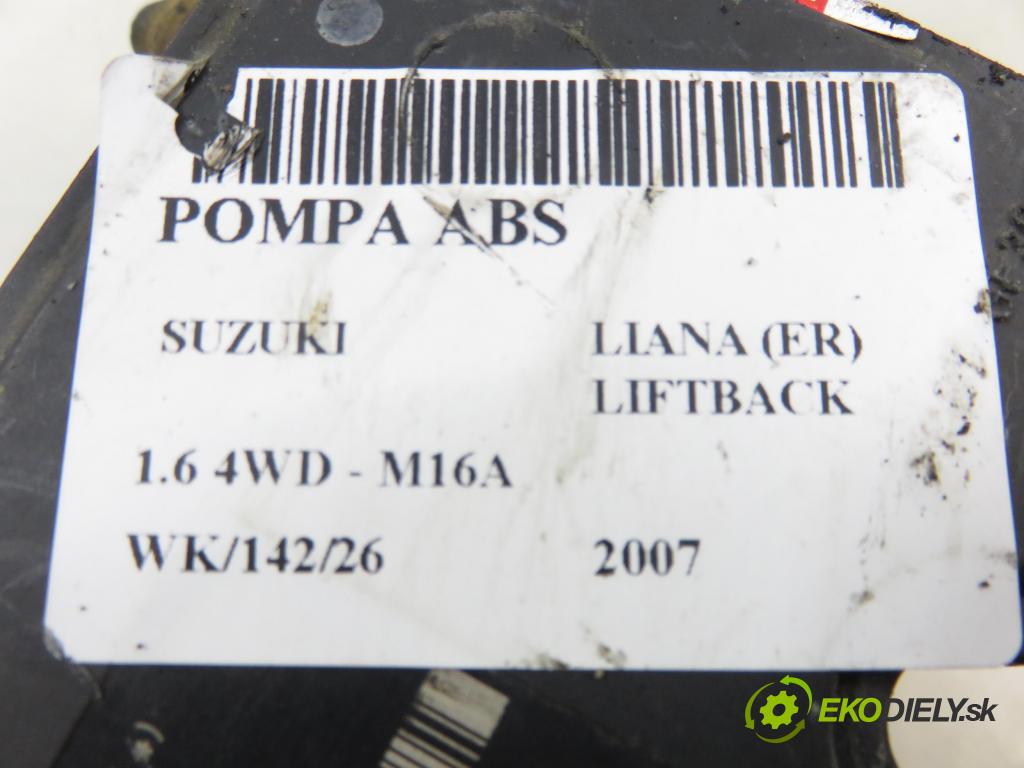 POMPA ABS
SUZUKI LIANA (ER)
LIFTBACK
1.6 4WD - M16A
WK/142/26 2007
EKODIELY.sk